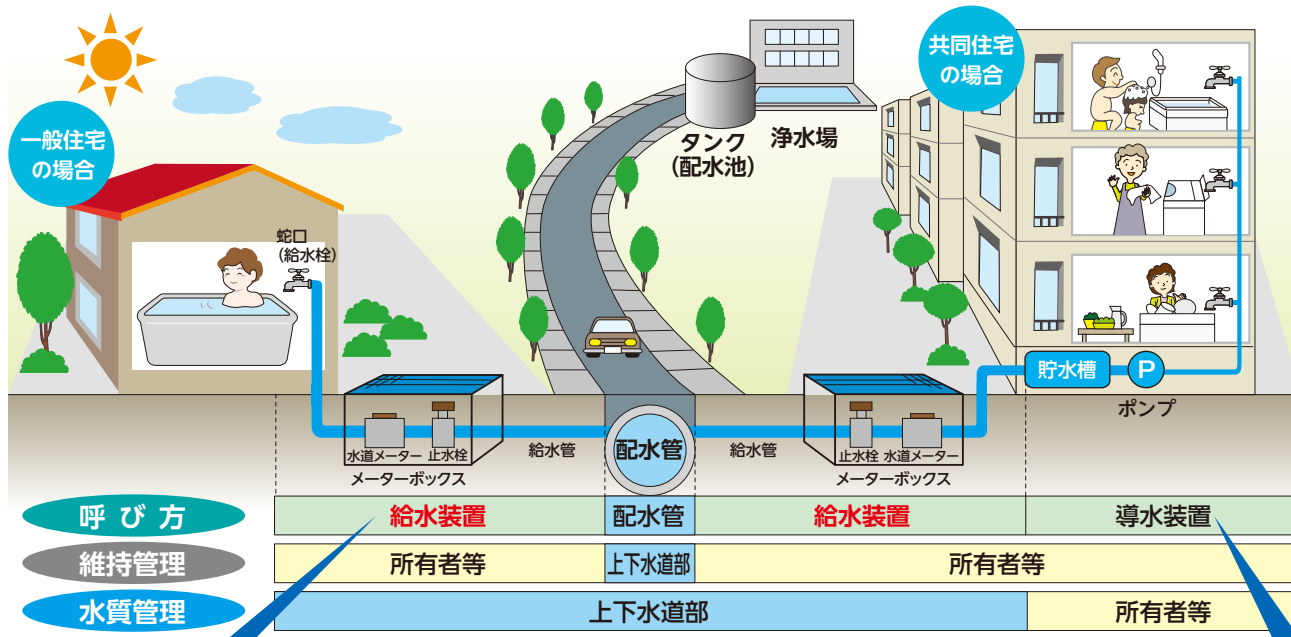 一般住宅
の場合
蛇口
(給水栓)
タンク
(配水池)
浄水場
共同住宅
の場合
貯水槽
P
ポンプ
水道メーター
止水栓
メーターボックス
給水管
配水管
給水管
止水栓
水道メーター
メーターボックス
呼び方
給水装置
配水管
給水装置
導水装置
維持管理
所有者等
上下水道部
所有者等
水質管理
上下水道部
所有者等